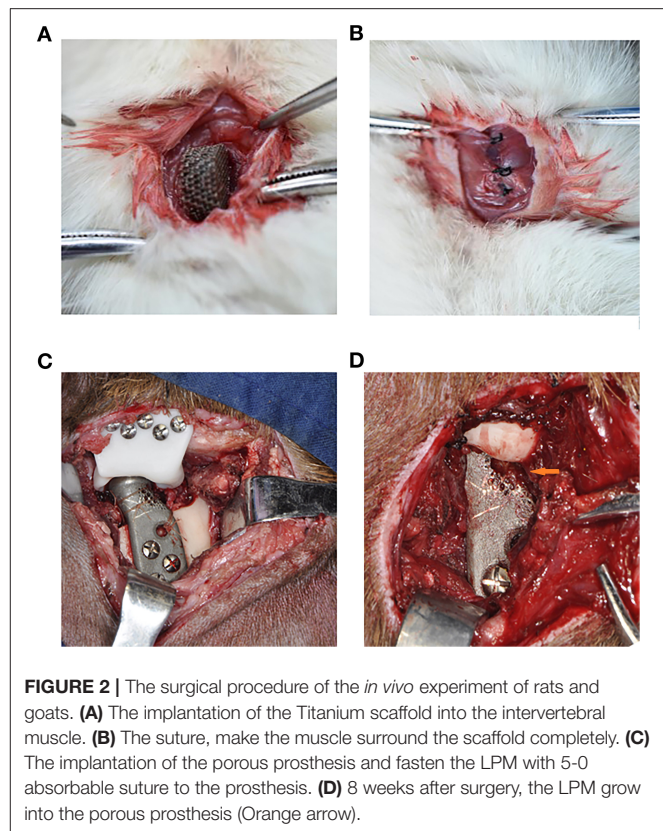 A
B
C
D
FIGURE 2 | The surgical procedure of the in vivo experiment of rats and
goats. (A) The implantation of the Titanium scaffold into the intervertebral
muscle. (B) The suture, make the muscle surround the scaffold completely. (C)
The implantation of the porous prosthesis and fasten the LPM with 5-0
absorbable suture to the prosthesis. (D) 8 weeks after surgery, the LPM grow
into the porous prosthesis (Orange arrow).